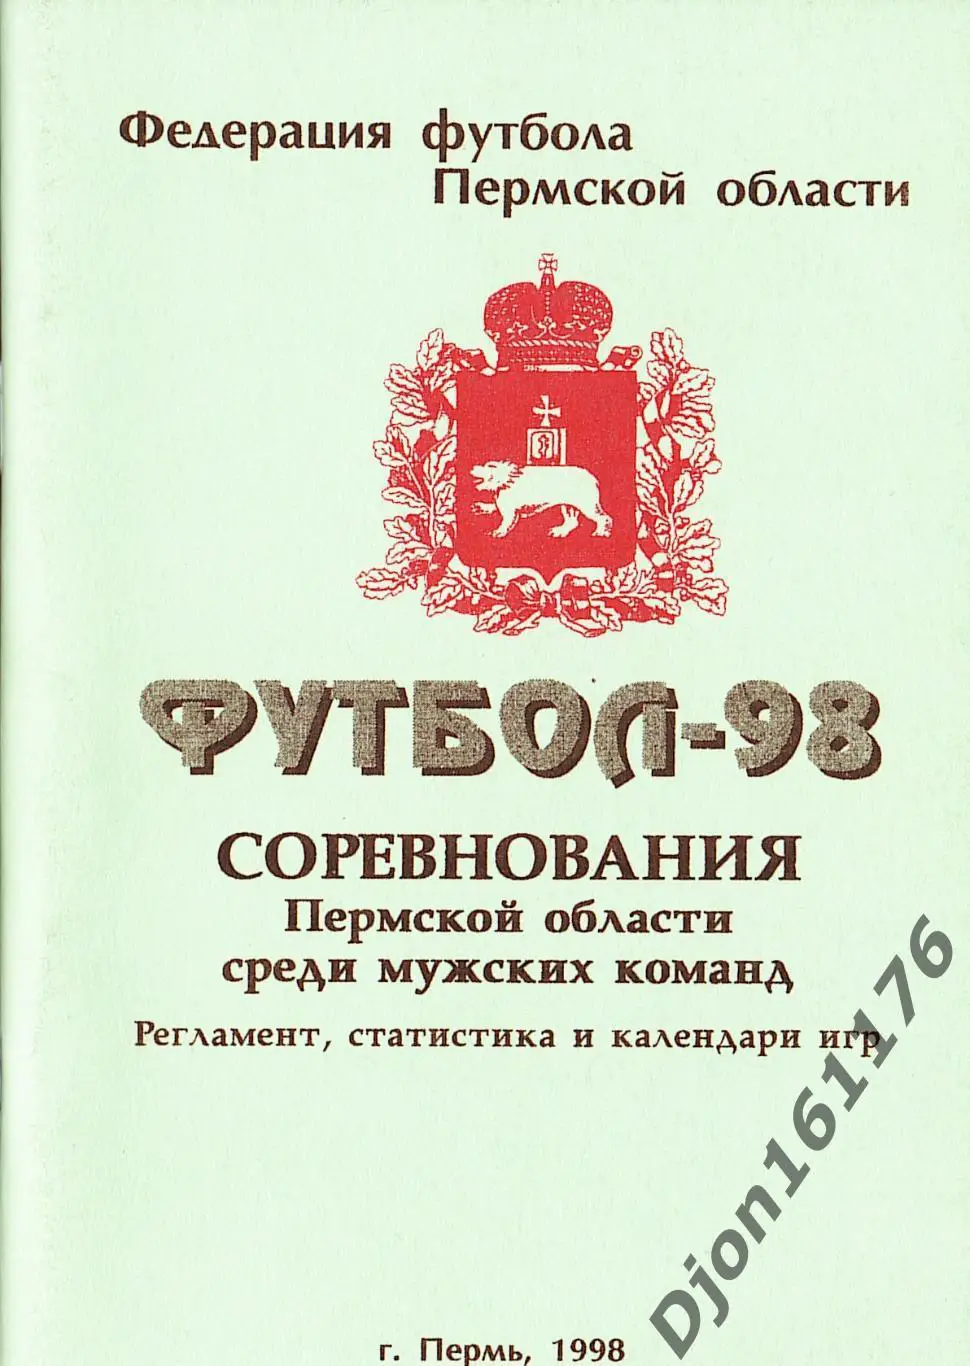 Федерация футбола
Пермской области
ФУТБОЛ-98
СОРЕВНОВАНИЯ
Пермской области
среди мужских команд
Регламент, статистика и календари игр
г. Пермь, 1998
Djon161176